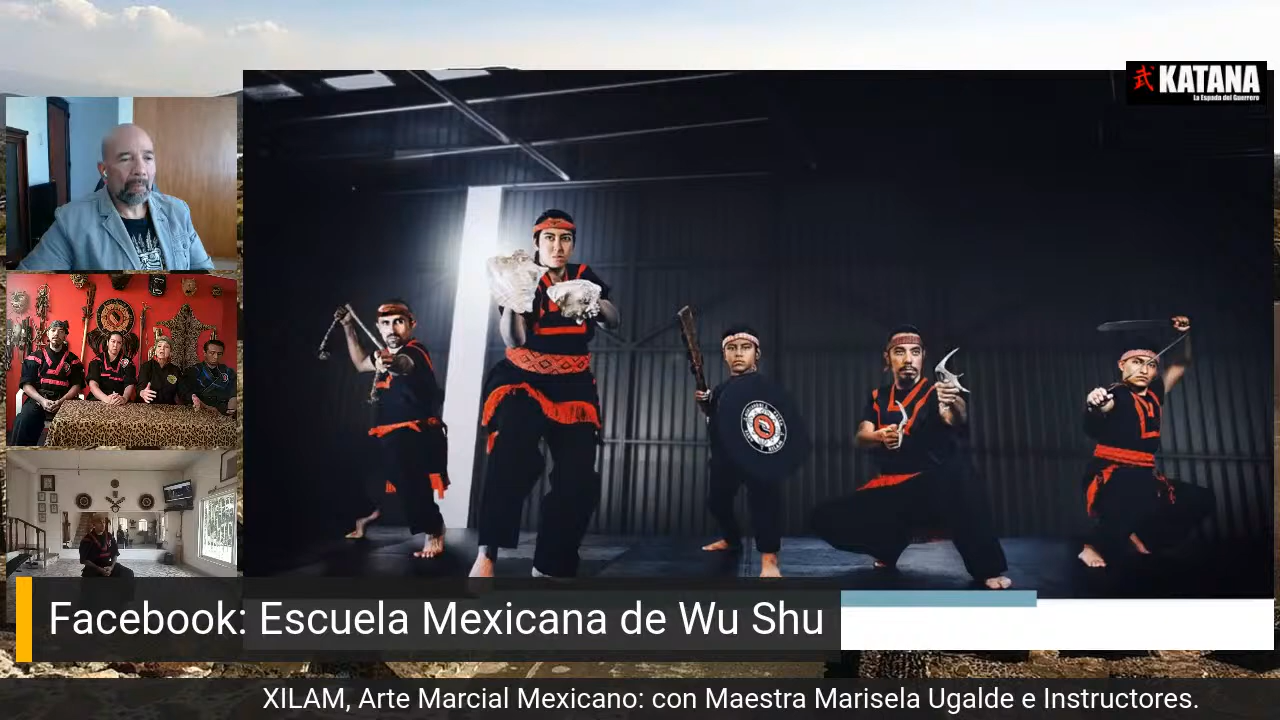 武 KATANA
La Espada del Guerrero
Facebook: Escuela Mexicana de Wu Shu
XILAM, Arte Marcial Mexicano: con Maestra Marisela Ugalde e Instructores.